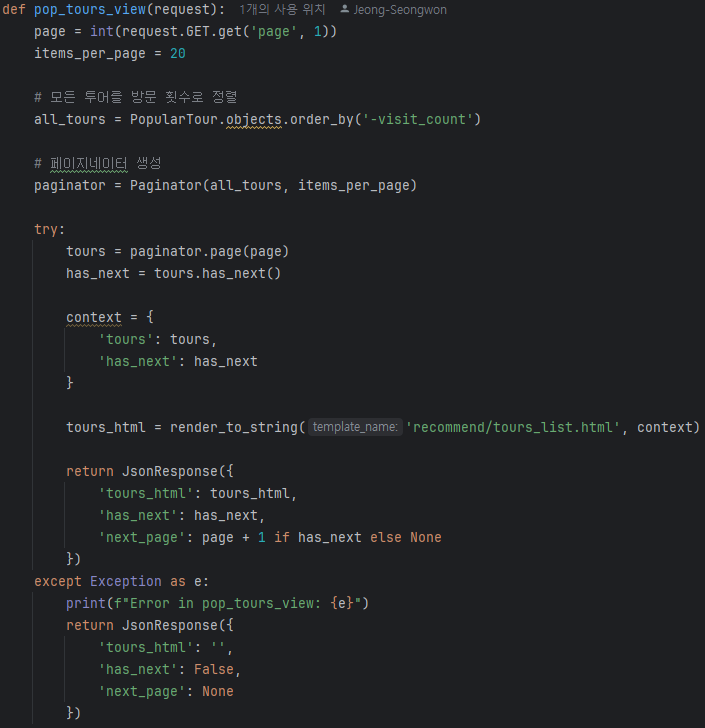 def pop_tours_view(request):  1개의 사용 위치  Jeong-Seongwon
    page = int(request.GET.get('page', 1))
    items_per_page = 20

    # 모든 투어를 방문 횟수로 정렬
    all_tours = PopularTour.objects.order_by('-visit_count')

    # 페이지네이터 생성
    paginator = Paginator(all_tours, items_per_page)

    try:
        tours = paginator.page(page)
        has_next = tours.has_next()

        context = {
            'tours': tours,
            'has_next': has_next
        }

        tours_html = render_to_string( template_name: 'recommend/tours_list.html', context)

        return JsonResponse({
            'tours_html': tours_html,
            'has_next': has_next,
            'next_page': page + 1 if has_next else None
        })
    except Exception as e:
        print(f"Error in pop_tours_view: {e}")
        return JsonResponse({
            'tours_html': '',
            'has_next': False,
            'next_page': None
        })